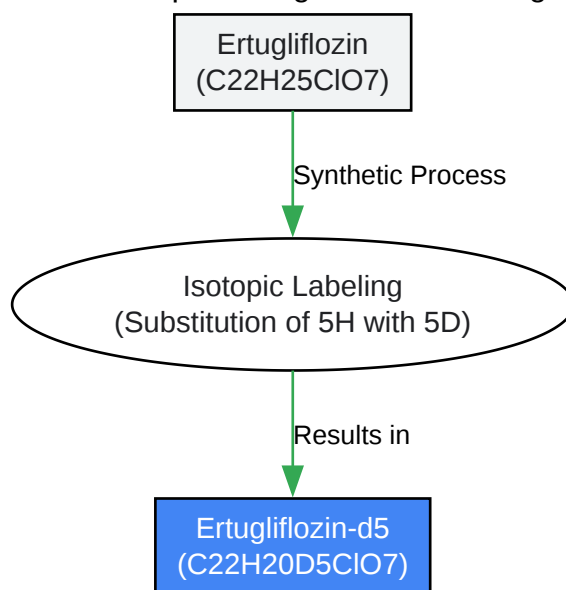 Ertugliflozin
(C22H25ClO7)
Synthetic Process
Isotopic Labeling
(Substitution of 5H with 5D)
Results in
Ertugliflozin-d5
(C22H20D5ClO7)